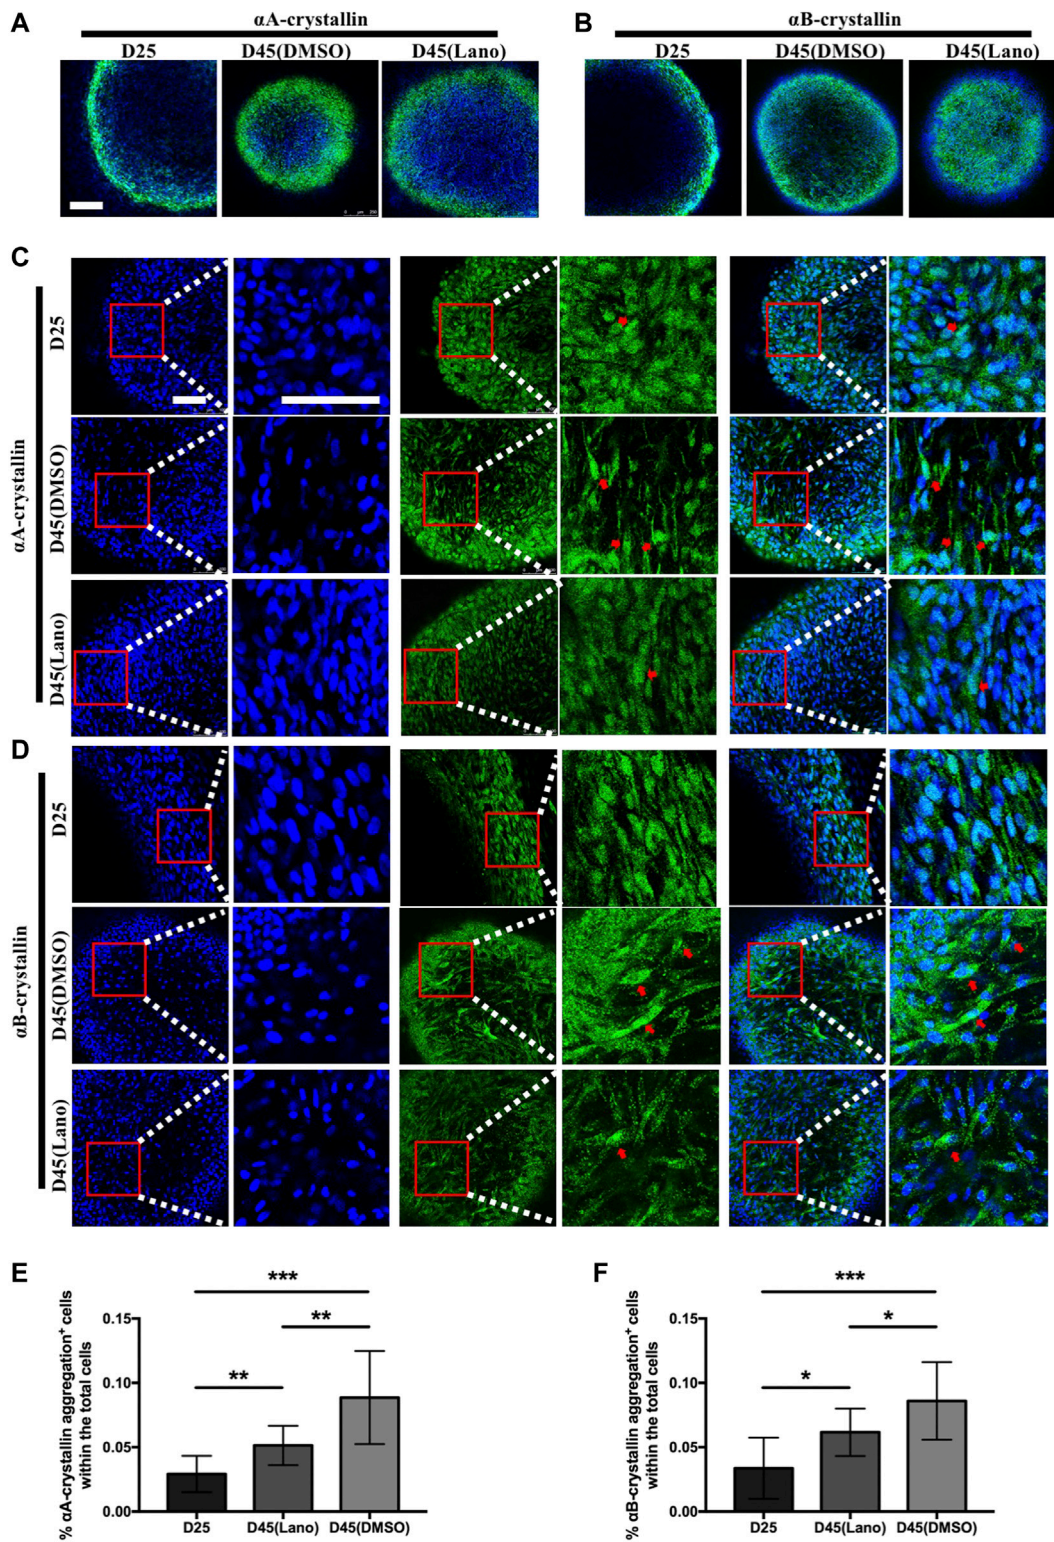 A
αA-crystallin
D25 D45(DMSO) D45(Lano)
B
αB-crystallin
D25 D45(DMSO) D45(Lano)
C
αA-crystallin
D25
D45(DMSO)
D45(Lano)
D
αB-crystallin
D25
D45(DMSO)
D45(Lano)
E
% αA-crystallin aggregation⁺ cells
within the total cells
0.15
0.10
0.05
0.00
***
**
**
D25 D45(Lano) D45(DMSO)
F
% αB-crystallin aggregation⁺ cells
within the total cells
0.15
0.10
0.05
0.00
***
*
*
D25 D45(Lano) D45(DMSO)